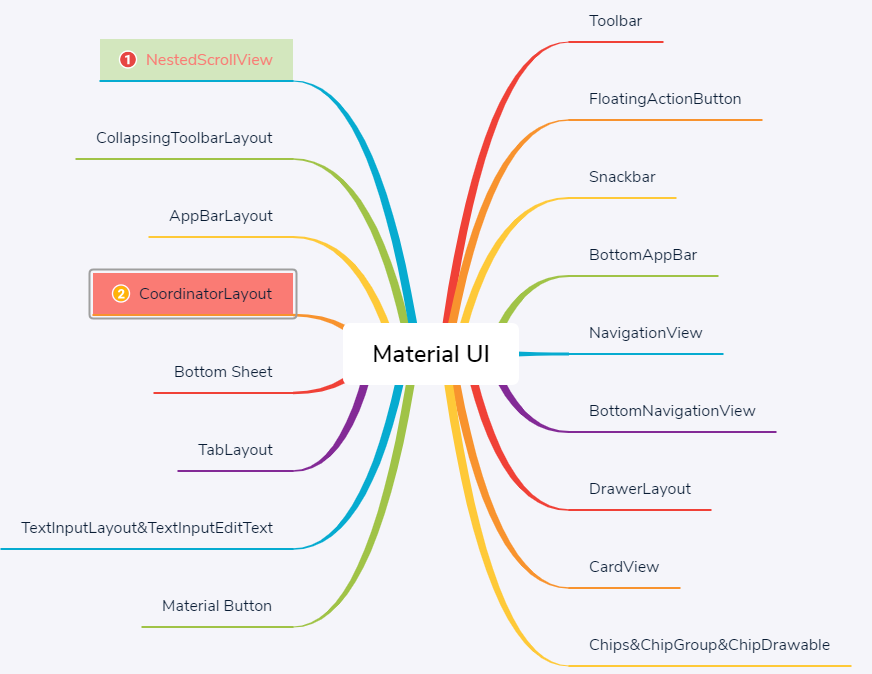 Material UI
1 NestedScrollView
CollapsingToolbarLayout
AppBarLayout
2 CoordinatorLayout
Bottom Sheet
TabLayout
TextInputLayout&TextInputEditText
Material Button
Toolbar
FloatingActionButton
Snackbar
BottomAppBar
NavigationView
BottomNavigationView
DrawerLayout
CardView
Chips&ChipGroup&ChipDrawable